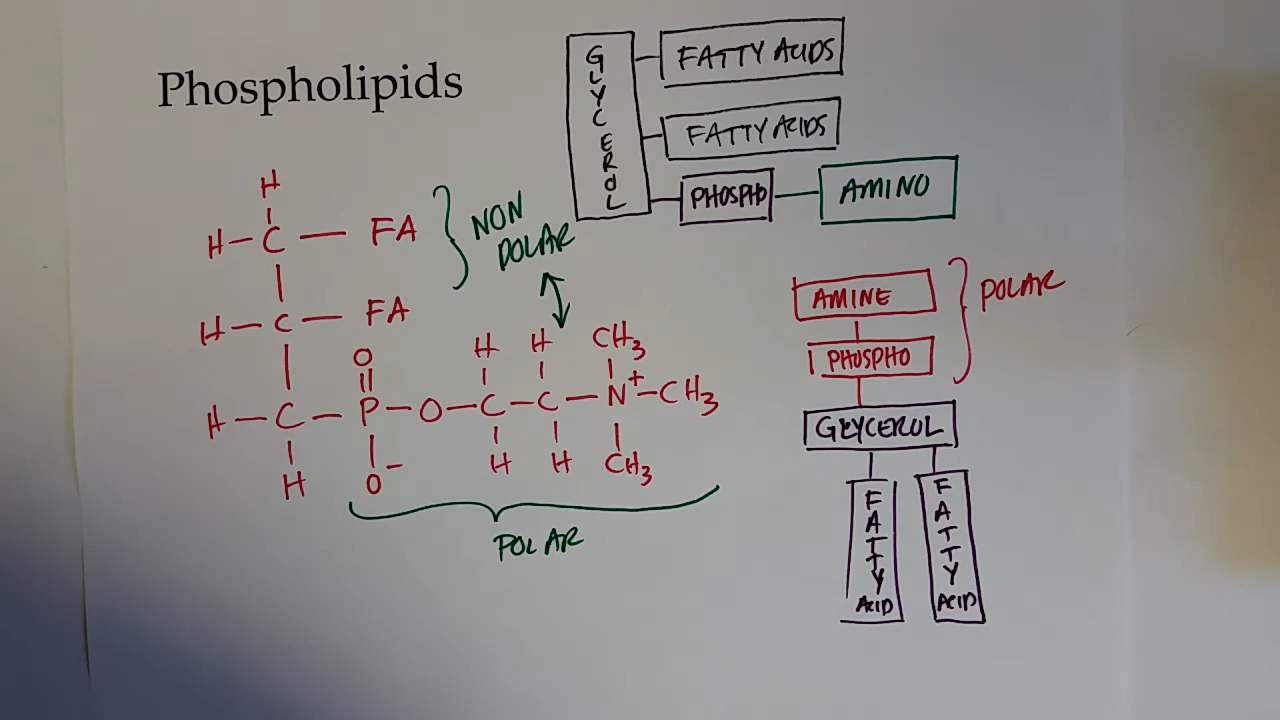 Phospholipids
GLYCEROL
FATTY ACIDS
FATTY ACIDS
PHOSPHO
AMINO
H
H-C-FA
NON
POLAR
H-C-FA
O
H H CH3
H-C-P-O-C-C-N+-CH3
H O- H H CH3
POLAR
AMINE
PHOSPHO
POLAR
GLYCEROL
FATTY
ACID
FATTY
ACID